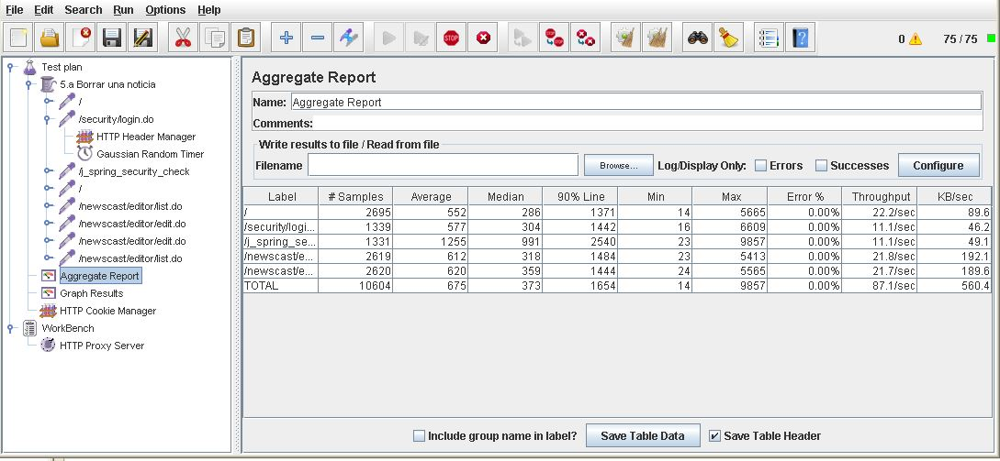 File Edit Search Run Options Help
STOP STOP 0 75 / 75
Test plan
5.a Borrar una noticia
/
/security/login.do
HTTP Header Manager
Gaussian Random Timer
/j_spring_security_check
/
/newscast/editor/list.do
/newscast/editor/edit.do
/newscast/editor/edit.do
/newscast/editor/list.do
Aggregate Report
Graph Results
HTTP Cookie Manager
WorkBench
HTTP Proxy Server
Aggregate Report
Name: Aggregate Report
Comments:
Write results to file / Read from file
Filename Browse... Log/Display Only: Errors Successes Configure
Label # Samples Average Median 90% Line Min Max Error % Throughput KB/sec
/ 2695 552 286 1371 14 5665 0.00% 22.2/sec 89.6
/security/logi... 1339 577 304 1442 16 6609 0.00% 11.1/sec 46.2
/j_spring_se... 1331 1255 991 2540 23 9857 0.00% 11.1/sec 49.1
/newscast/e... 2619 612 318 1484 23 5413 0.00% 21.8/sec 192.1
/newscast/e... 2620 620 359 1444 24 5565 0.00% 21.7/sec 189.6
TOTAL 10604 675 373 1654 14 9857 0.00% 87.1/sec 560.4
Include group name in label? Save Table Data Save Table Header